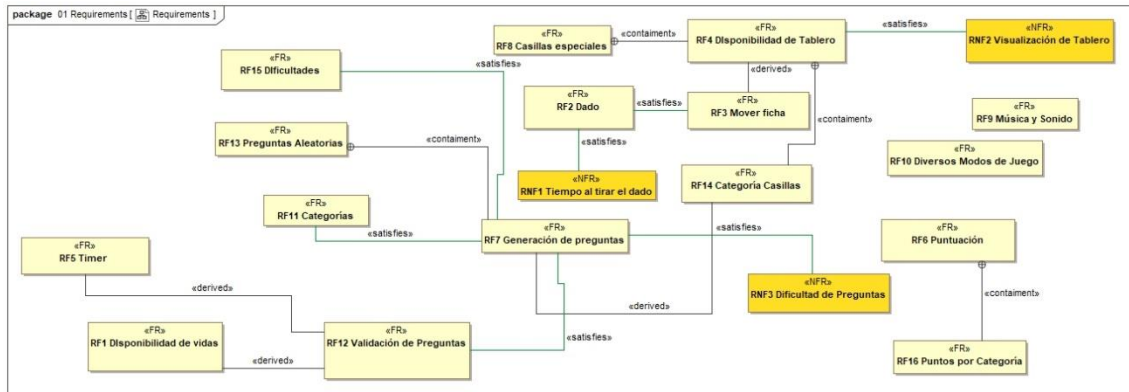 package 01 Requirements [ Requirements ]
«FR»
RF8 Casillas especiales
«contaiment»
«FR»
RF4 DIsponibilidad de Tablero
«satisfies»
«NFR»
RNF2 Visualización de Tablero
«FR»
RF15 DIficultades
«satisfies»
«derived»
«FR»
RF2 Dado
«satisfies»
«FR»
RF3 Mover ficha
«FR»
RF9 Música y Sonido
«FR»
RF13 Preguntas Aleatorias
«contaiment»
«satisfies»
«contaiment»
«FR»
RF10 Diversos Modos de Juego
«NFR»
RNF1 Tiempo al tirar el dado
«FR»
RF14 Categoría Casillas
«FR»
RF11 Categorías
«satisfies»
«FR»
RF7 Generación de preguntas
«satisfies»
«FR»
RF6 Puntuación
«FR»
RF5 Timer
«derived»
«NFR»
RNF3 Dificultad de Preguntas
«contaiment»
«derived»
«FR»
RF1 DIsponibilidad de vidas
«derived»
«FR»
RF12 Validación de Preguntas
«satisfies»
«FR»
RF16 Puntos por Categoría